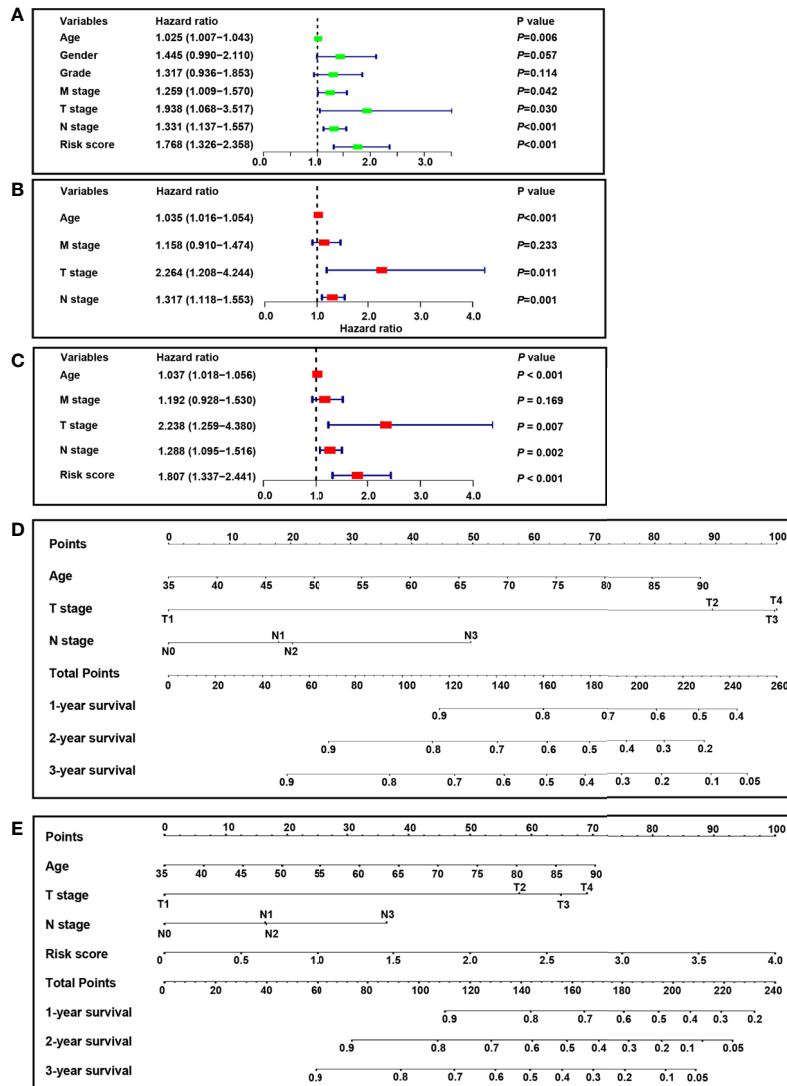 A
Variables Hazard ratio P value
Age 1.025 (1.007−1.043) P=0.006
Gender 1.445 (0.990−2.110) P=0.057
Grade 1.317 (0.936−1.853) P=0.114
M stage 1.259 (1.009−1.570) P=0.042
T stage 1.938 (1.068−3.517) P=0.030
N stage 1.331 (1.137−1.557) P<0.001
Risk score 1.768 (1.326−2.358) P<0.001
0.0 1.0 2.0 3.0
B
Variables Hazard ratio P value
Age 1.035 (1.016−1.054) P<0.001
M stage 1.158 (0.910−1.474) P=0.233
T stage 2.264 (1.208−4.244) P=0.011
N stage 1.317 (1.118−1.553) P=0.001
0.0 1.0 2.0 3.0 4.0
Hazard ratio
C
Variables Hazard ratio P value
Age 1.037 (1.018−1.056) P < 0.001
M stage 1.192 (0.928−1.530) P = 0.169
T stage 2.238 (1.259−4.380) P = 0.007
N stage 1.288 (1.095−1.516) P = 0.002
Risk score 1.807 (1.337−2.441) P < 0.001
0.0 1.0 2.0 3.0 4.0
D
Points 0 10 20 30 40 50 60 70 80 90 100
Age
35 40 45 50 55 60 65 70 75 80 85 90
T stage T2 T4
T1 T3
N stage N1 N3
N0 N2
Total Points
0 20 40 60 80 100 120 140 160 180 200 220 240 260
1-year survival
0.9 0.8 0.7 0.6 0.5 0.4
2-year survival
0.9 0.8 0.7 0.6 0.5 0.4 0.3 0.2
3-year survival
0.9 0.8 0.7 0.6 0.5 0.4 0.3 0.2 0.1 0.05
E
Points 0 10 20 30 40 50 60 70 80 90 100
Age
35 40 45 50 55 60 65 70 75 80 85 90
T stage T2 T4
T1 T3
N stage N1 N3
N0 N2
Risk score
0 0.5 1.0 1.5 2.0 2.5 3.0 3.5 4.0
Total Points
0 20 40 60 80 100 120 140 160 180 200 220 240
1-year survival
0.9 0.8 0.7 0.6 0.5 0.4 0.3 0.2
2-year survival
0.9 0.8 0.7 0.6 0.5 0.4 0.3 0.2 0.1 0.05
3-year survival
0.9 0.8 0.7 0.6 0.5 0.4 0.3 0.2 0.1 0.05